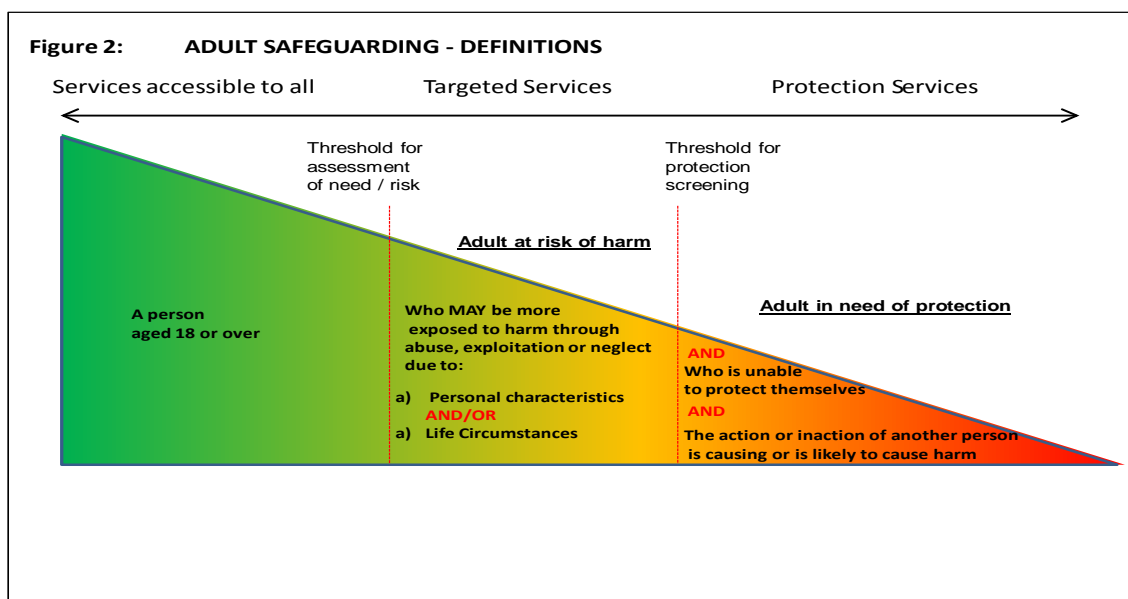 Figure 2: ADULT SAFEGUARDING - DEFINITIONS
Services accessible to all
Targeted Services
Protection Services
Threshold for
assessment
of need / risk
Threshold for
protection
screening
Adult at risk of harm
Adult in need of protection
A person
aged 18 or over
Who MAY be more
exposed to harm through
abuse, exploitation or neglect
due to:
a) Personal characteristics
AND/OR
a) Life Circumstances
AND
Who is unable
to protect themselves
AND
The action or inaction of another person
is causing or is likely to cause harm